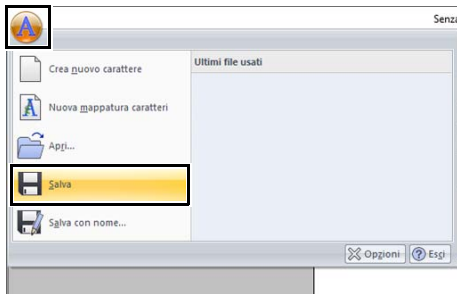 Senza
Crea nuovo carattere
Ultimi file usati
Nuova mappatura caratteri
Apri...
Salva
Salva con nome...
Opzioni
Esci